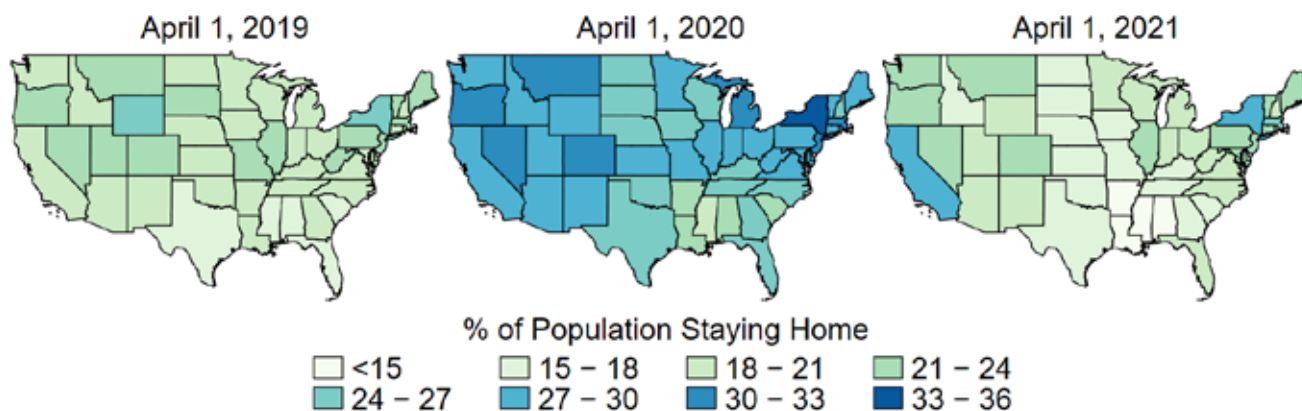 April 1, 2019 April 1, 2020 April 1, 2021
% of Population Staying Home
<15 15 − 18 18 − 21 21 − 24
24 − 27 27 − 30 30 − 33 33 − 36